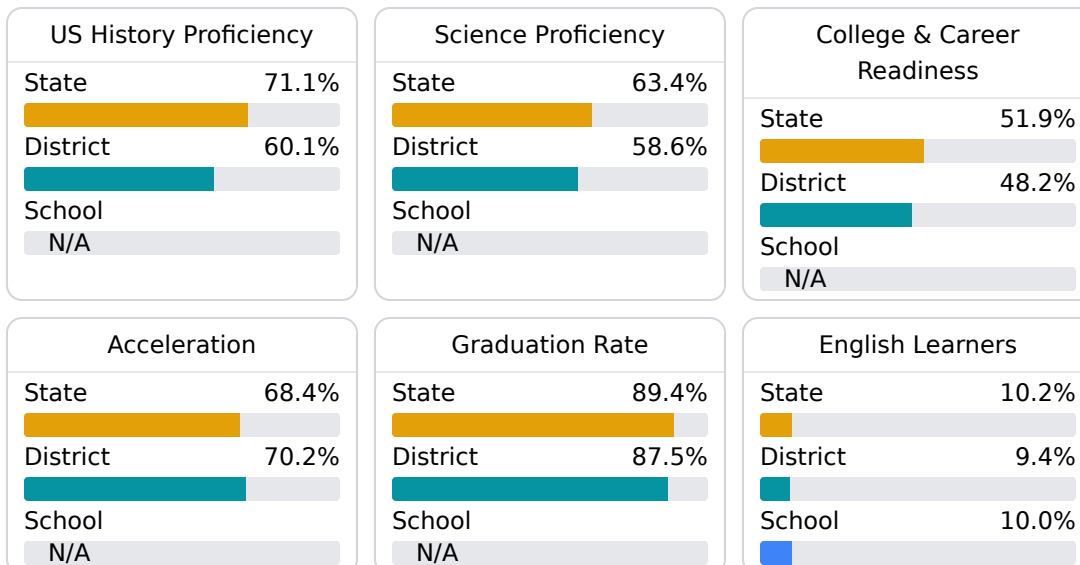 US History Proficiency
State 71.1%
District 60.1%
School
N/A
Science Proficiency
State 63.4%
District 58.6%
School
N/A
College & Career
Readiness
State 51.9%
District 48.2%
School
N/A
Acceleration
State 68.4%
District 70.2%
School
N/A
Graduation Rate
State 89.4%
District 87.5%
School
N/A
English Learners
State 10.2%
District 9.4%
School 10.0%